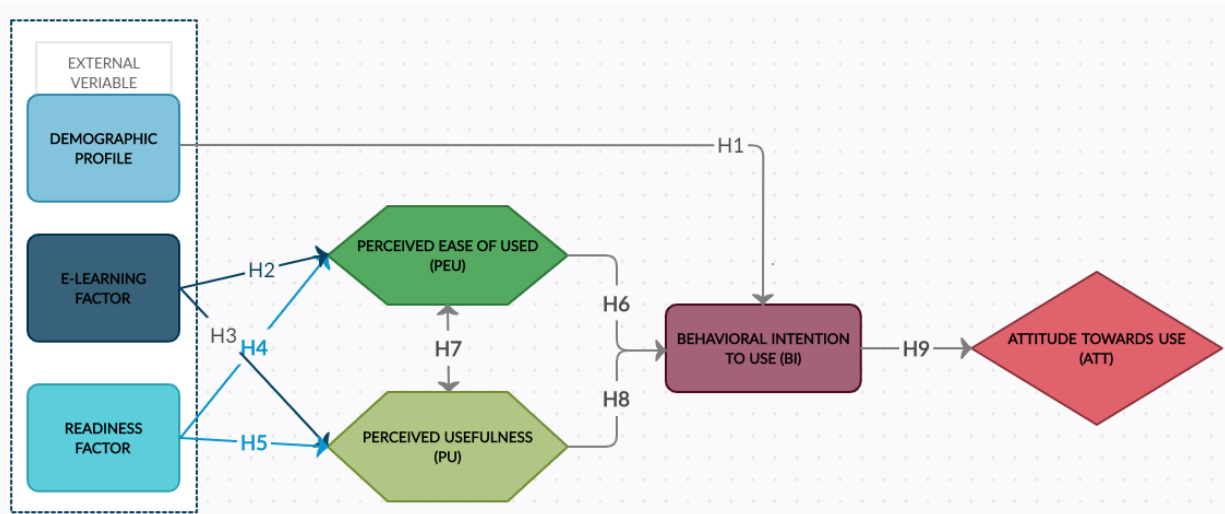 EXTERNAL
VERIABLE
DEMOGRAPHIC
PROFILE
H1
E-LEARNING
FACTOR
H2
H3
H4
READINESS
FACTOR
H5
PERCEIVED EASE OF USED
(PEU)
H7
PERCEIVED USEFULNESS
(PU)
H6
H8
BEHAVIORAL INTENTION
TO USE (BI)
H9
ATTITUDE TOWARDS USE
(ATT)